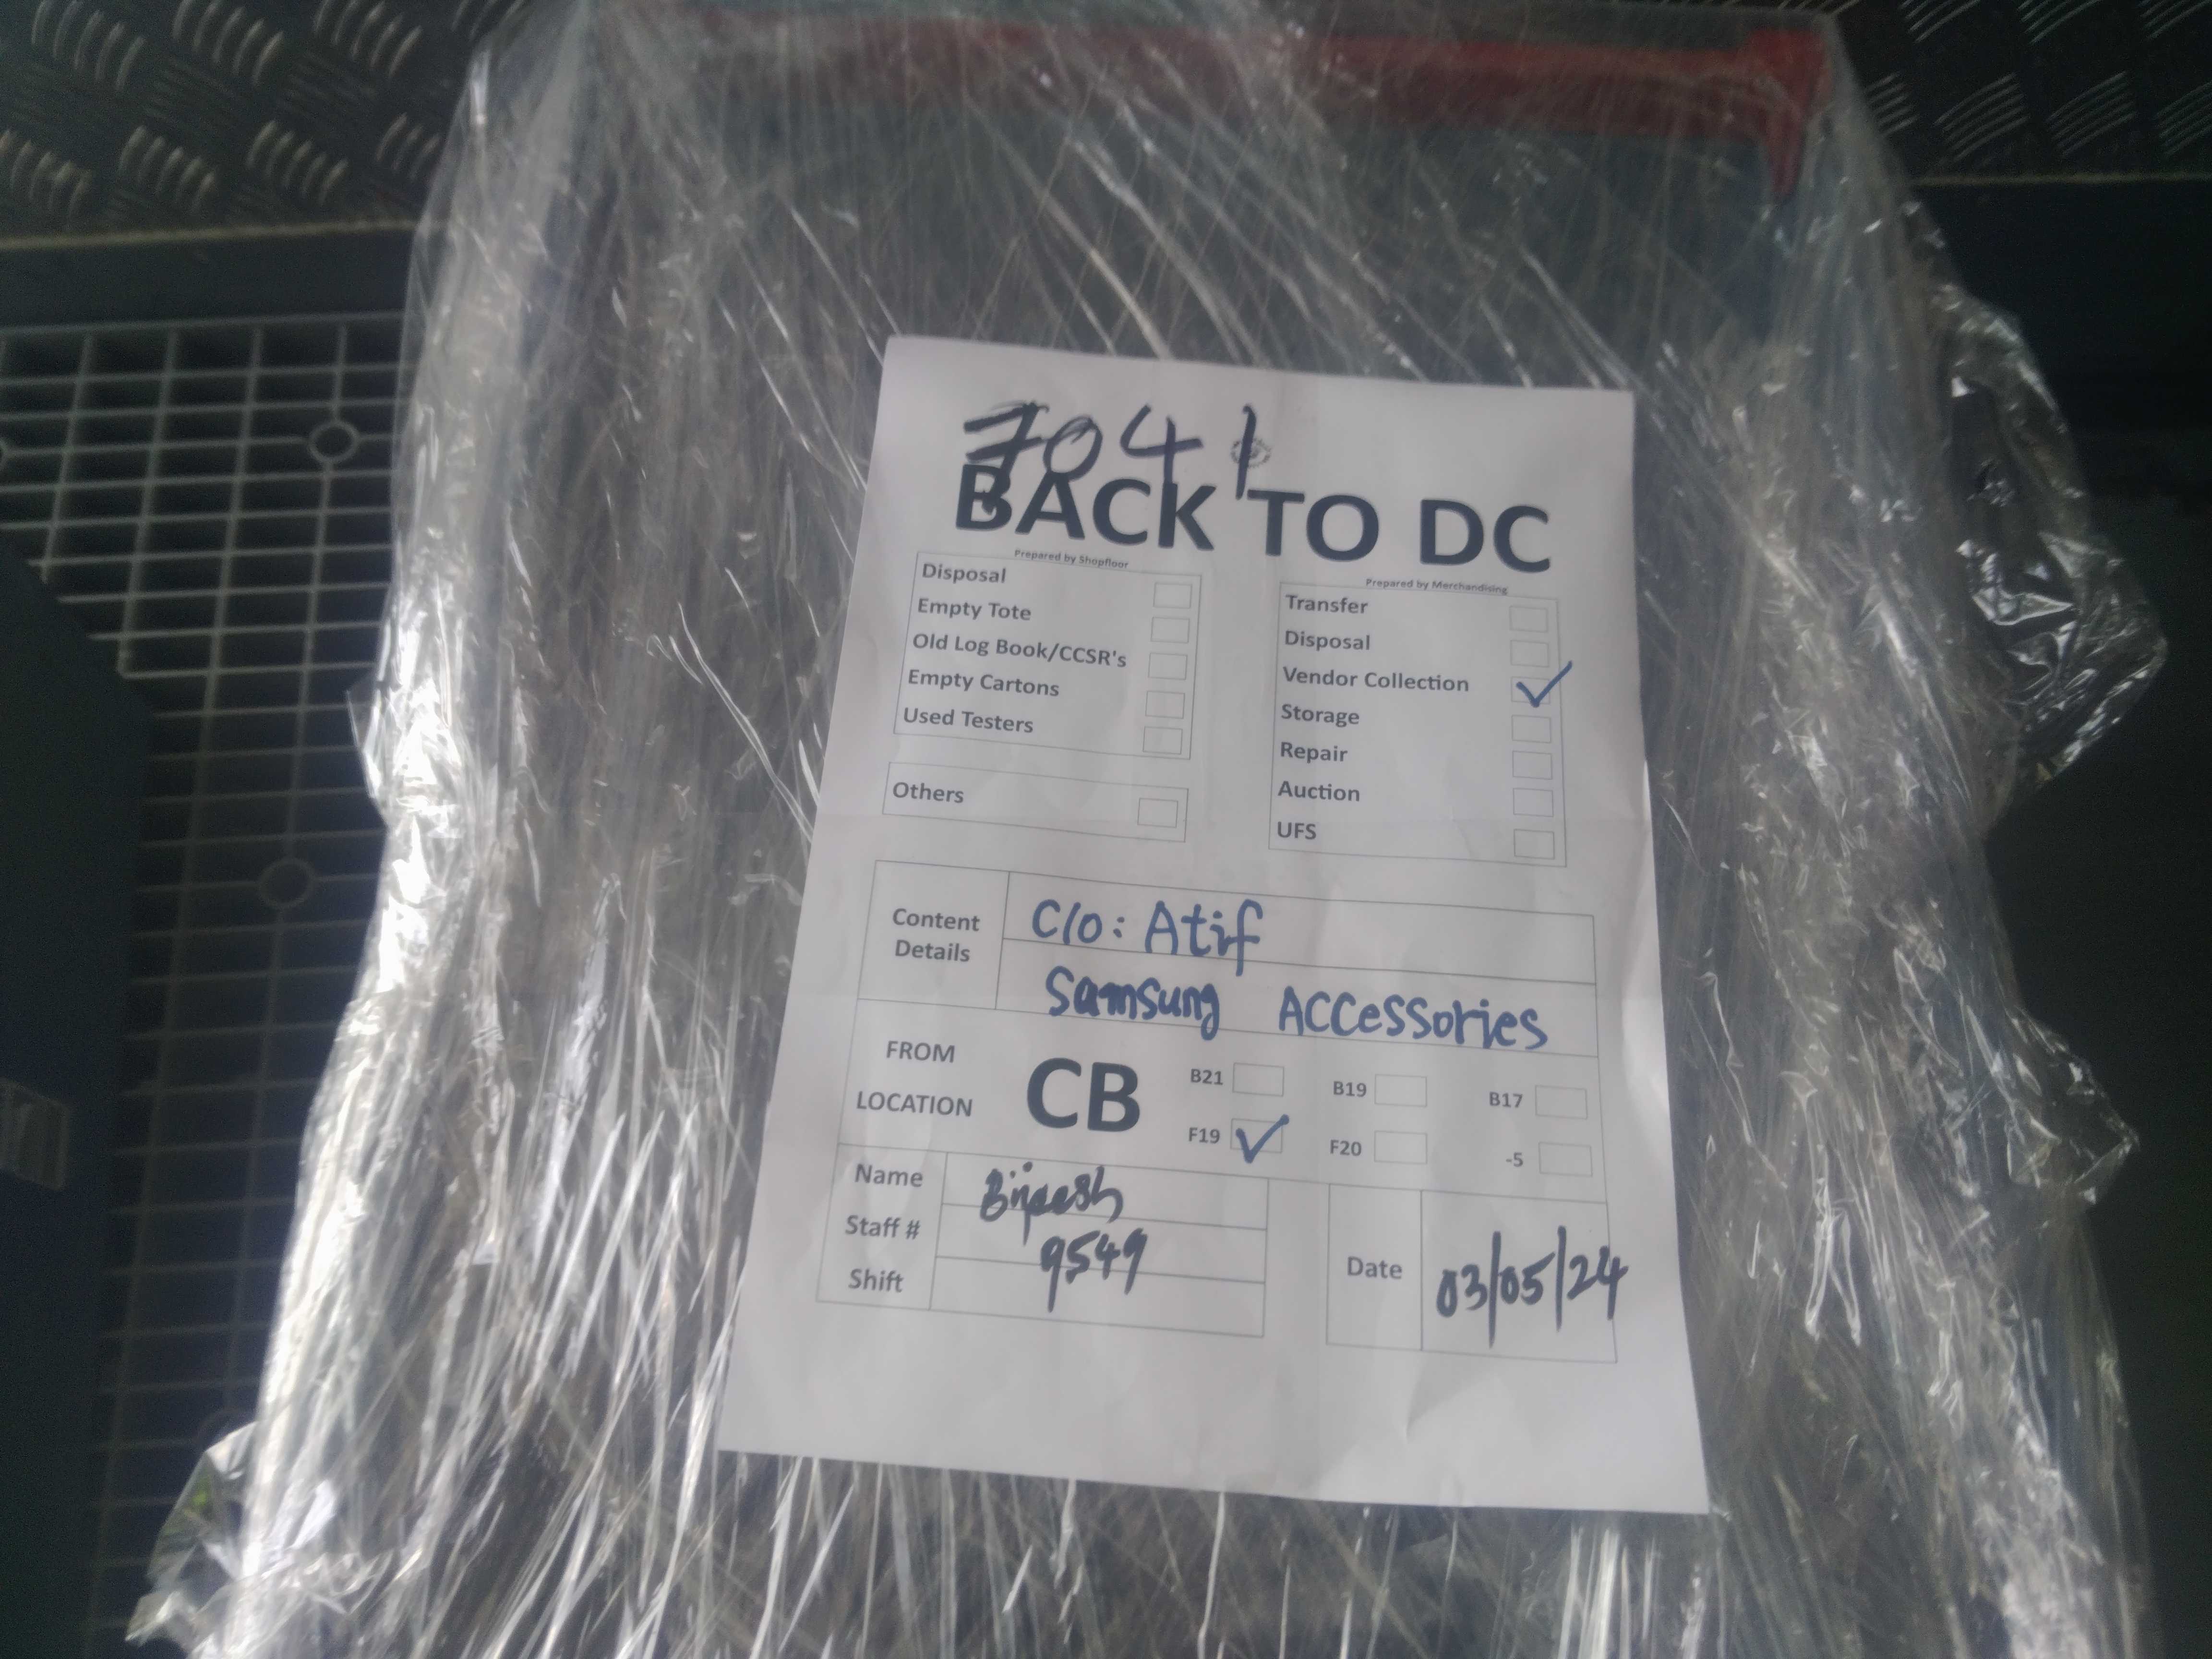 7041
BACK TO DC
Prepared by Shopfloor
Disposal
Empty Tote
Old Log Book/CCSR's
Empty Cartons
Used Testers
Others
Prepared by Merchandising
Transfer
Disposal
Vendor Collection
Storage
Repair
Auction
UFS
Content Details
C/o: Atif
Samsung Accessories
FROM LOCATION
CB
B21 B19 B17
F19 F20 -5
Name
Staff # 9549
Shift
Date 03/05/24